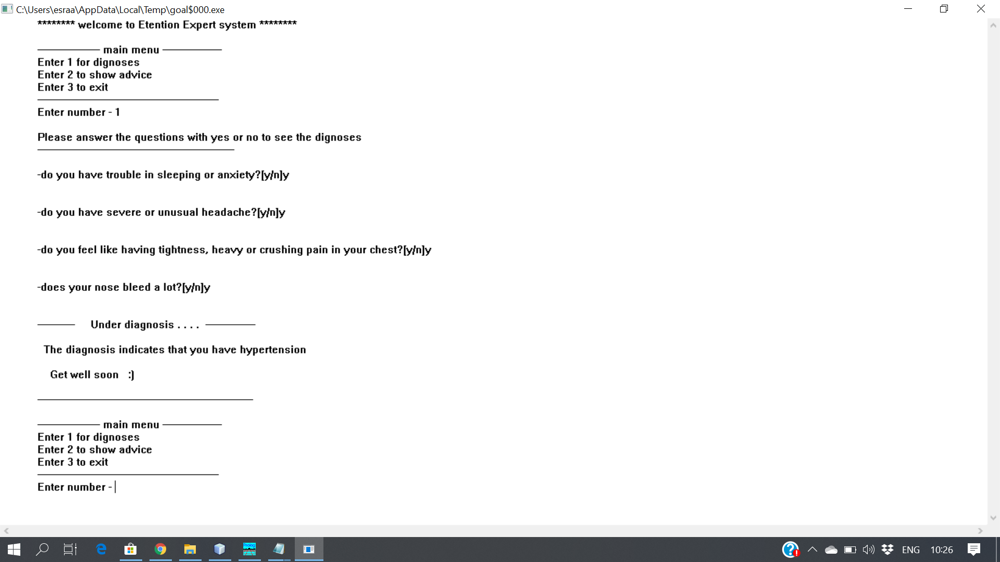 C:\Users\esraa\AppData\Local\Temp\goal$000.exe
******** welcome to Etention Expert system ********
---------- main menu ----------
Enter 1 for dignoses
Enter 2 to show advice
Enter 3 to exit
Enter number - 1
Please answer the questions with yes or no to see the dignoses
-do you have trouble in sleeping or anxiety?[y/n]y
-do you have severe or unusual headache?[y/n]y
-do you feel like having tightness, heavy or crushing pain in your chest?[y/n]y
-does your nose bleed a lot?[y/n]y
------ Under diagnosis . . . . --------
The diagnosis indicates that you have hypertension
Get well soon :)
---------- main menu ----------
Enter 1 for dignoses
Enter 2 to show advice
Enter 3 to exit
Enter number -
Prolog
ENG 10:26